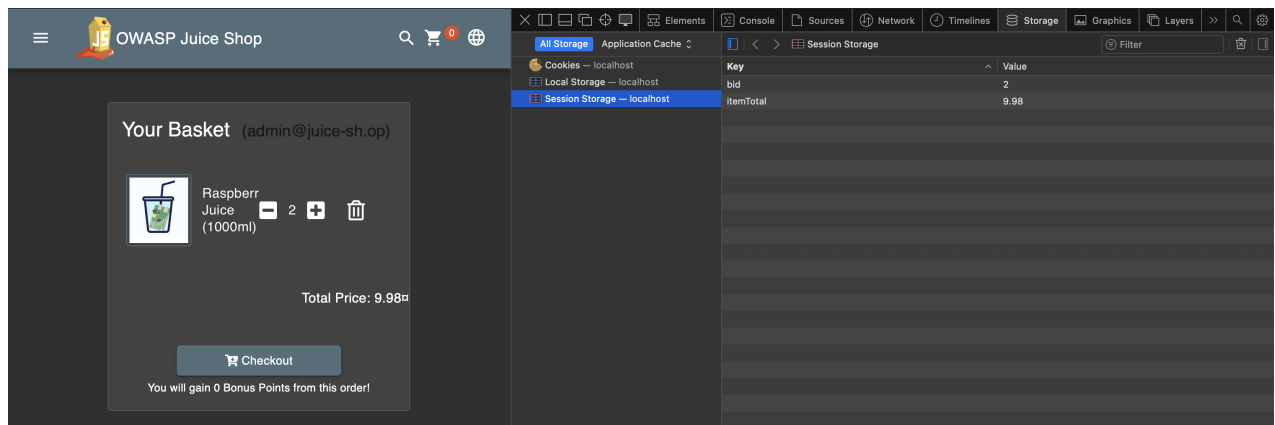 OWASP Juice Shop
0
Your Basket (admin@juice-sh.op)
Raspberr
Juice
(1000ml)
2
Total Price: 9.98¤
Checkout
You will gain 0 Bonus Points from this order!
Elements Console Sources Network Timelines Storage Graphics Layers
All Storage Application Cache
Session Storage
Filter
Cookies — localhost
Local Storage — localhost
Session Storage — localhost
Key Value
bid 2
itemTotal 9.98